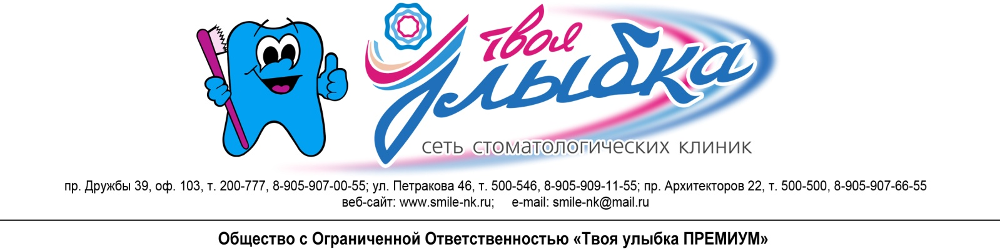 твоя
Улыбка
сеть стоматологических клиник
пр. Дружбы 39, оф. 103, т. 200-777, 8-905-907-00-55; ул. Петракова 46, т. 500-546, 8-905-909-11-55; пр. Архитекторов 22, т. 500-500, 8-905-907-66-55
веб-сайт: www.smile-nk.ru; e-mail: smile-nk@mail.ru
Общество с Ограниченной Ответственностью «Твоя улыбка ПРЕМИУМ»